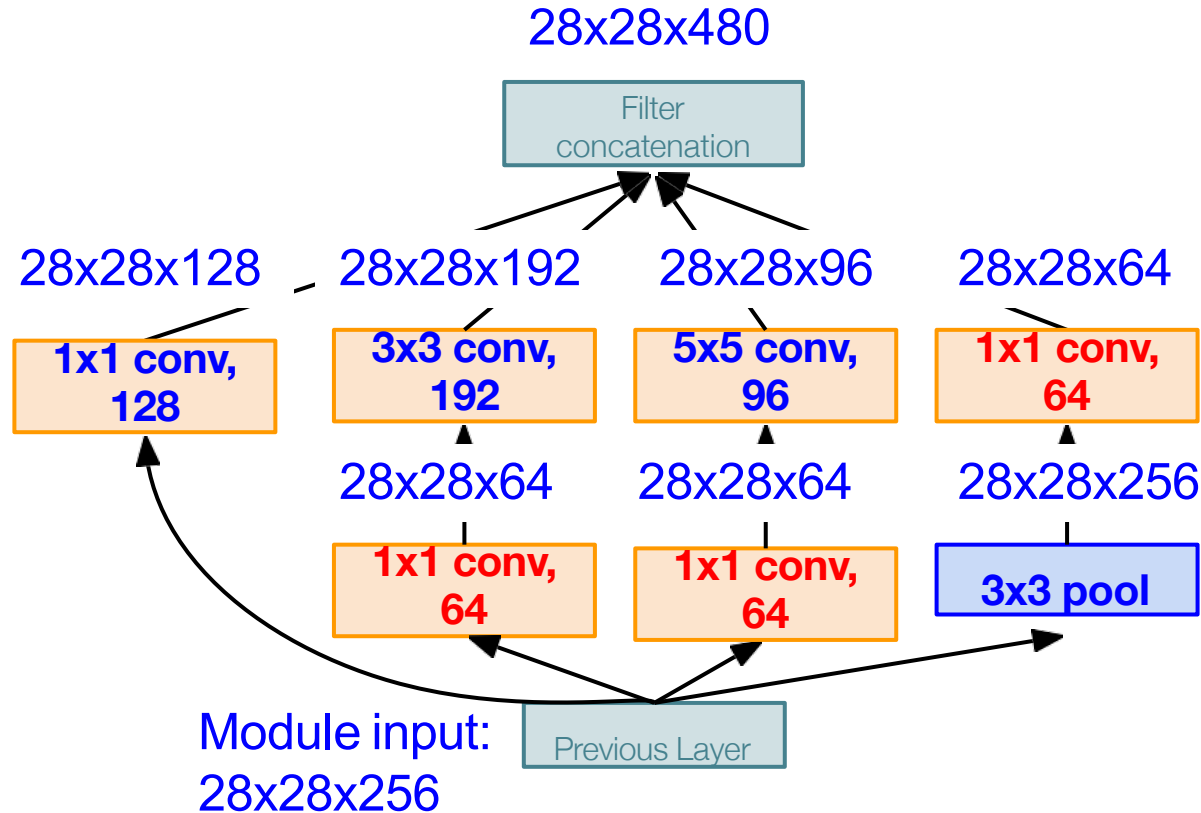 28x28x480
Filter
concatenation
28x28x128
28x28x192
28x28x96
28x28x64
1x1 conv,
128
3x3 conv,
192
5x5 conv,
96
1x1 conv,
64
28x28x64
28x28x64
28x28x256
1x1 conv,
64
1x1 conv,
64
3x3 pool
Module input:
28x28x256
Previous Layer